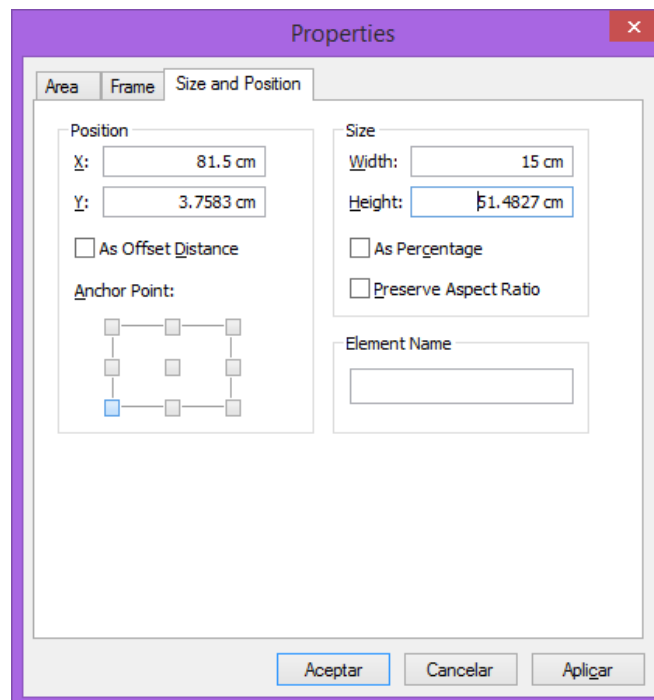 Properties
Area Frame Size and Position
Position
X: 81.5 cm
Y: 3.7583 cm
As Offset Distance
Anchor Point:
Size
Width: 15 cm
Height: 51.4827 cm
As Percentage
Preserve Aspect Ratio
Element Name
Aceptar Cancelar Aplicar